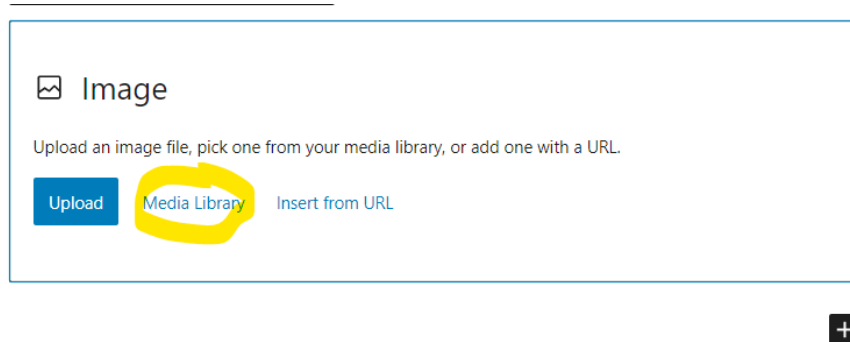 Image
Upload an image file, pick one from your media library, or add one with a URL.
Upload Media Library Insert from URL